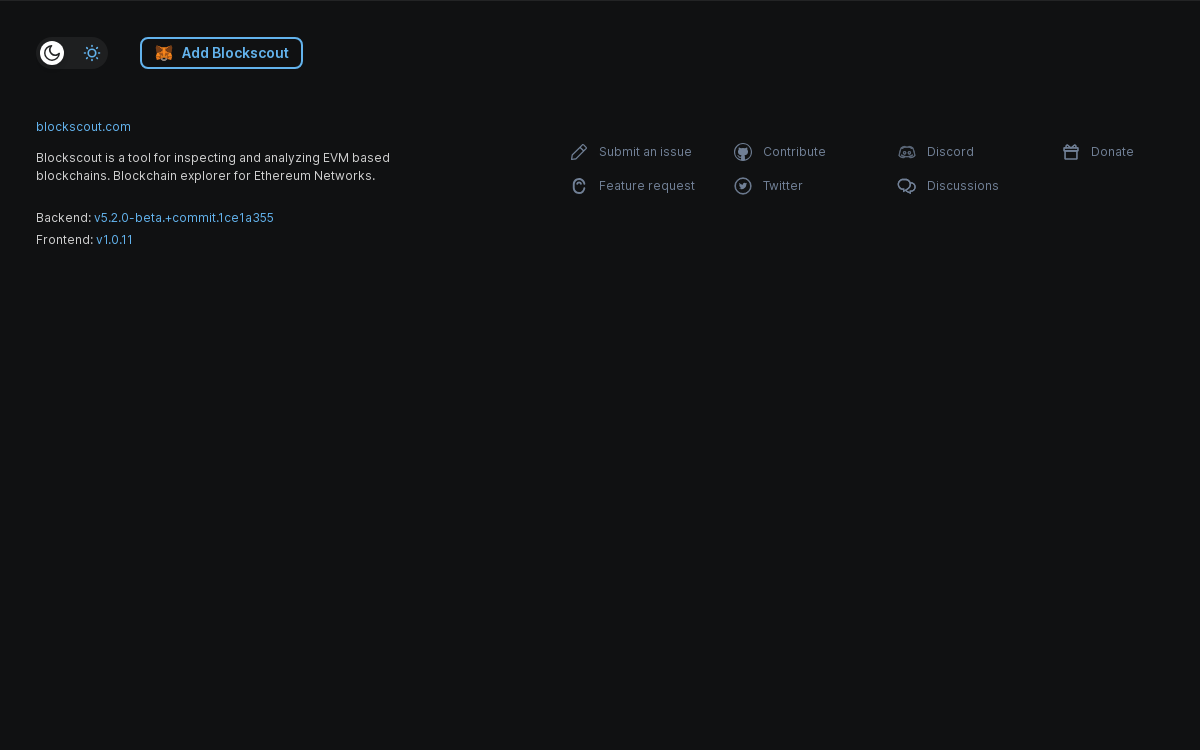 Add Blockscout
blockscout.com
Blockscout is a tool for inspecting and analyzing EVM based
blockchains. Blockchain explorer for Ethereum Networks.
Backend: v5.2.0-beta.+commit.1ce1a355
Frontend: v1.0.11
Submit an issue
Contribute
Discord
Donate
Feature request
Twitter
Discussions